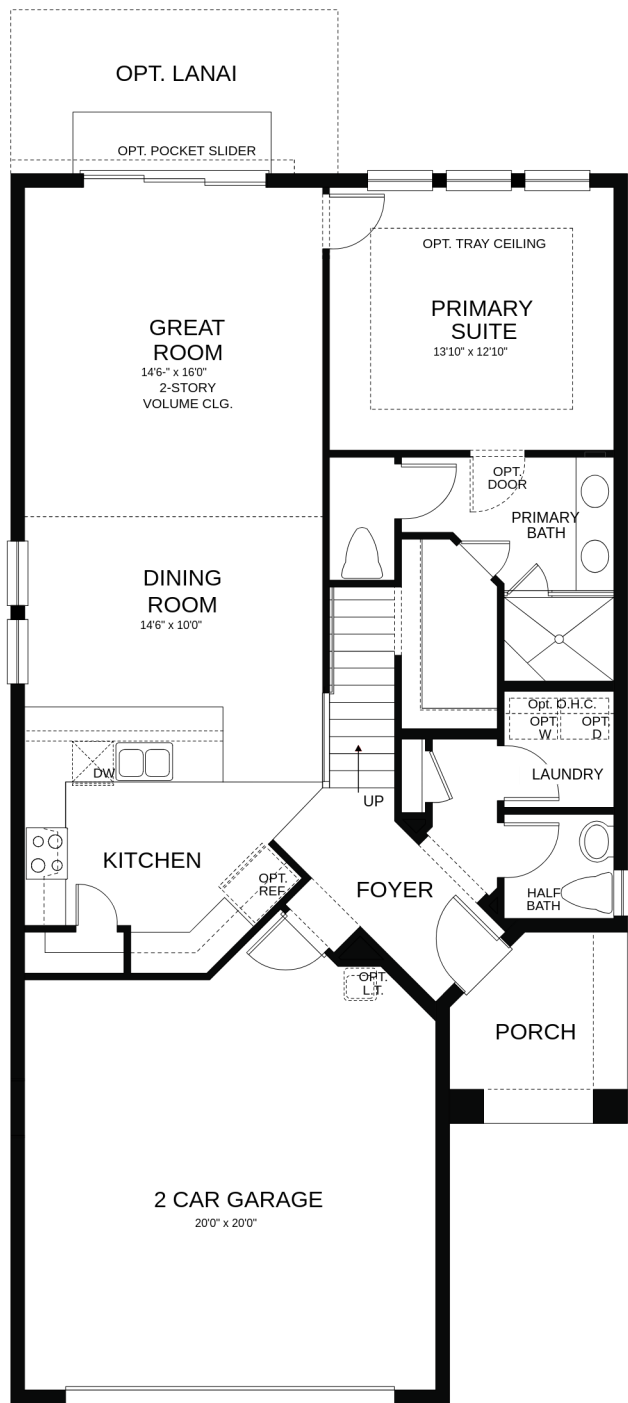 OPT. LANAI
OPT. POCKET SLIDER
OPT. TRAY CEILING
PRIMARY
SUITE
13'10" x 12'10"
GREAT
ROOM
14'6-" x 16'0"
2-STORY
VOLUME CLG.
OPT.
DOOR
PRIMARY
BATH
DINING
ROOM
14'6" x 10'0"
Opt. D.H.C.
OPT.
W
OPT.
D
DW
LAUNDRY
UP
KITCHEN
OPT.
REF.
FOYER
HALF
BATH
OPT.
L.T.
PORCH
2 CAR GARAGE
20'0" x 20'0"